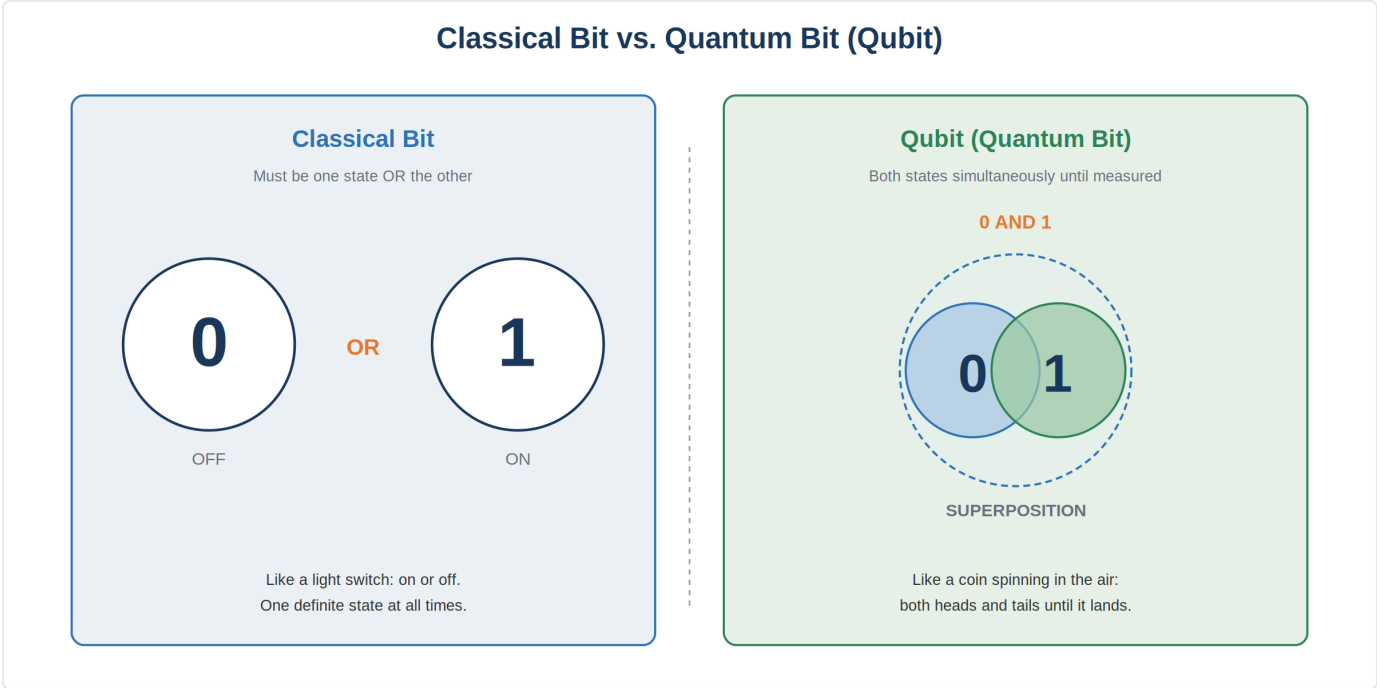 Classical Bit vs. Quantum Bit (Qubit)
Classical Bit
Must be one state OR the other
0
OR
1
OFF
ON
Like a light switch: on or off.
One definite state at all times.
Qubit (Quantum Bit)
Both states simultaneously until measured
0 AND 1
0
1
SUPERPOSITION
Like a coin spinning in the air:
both heads and tails until it lands.